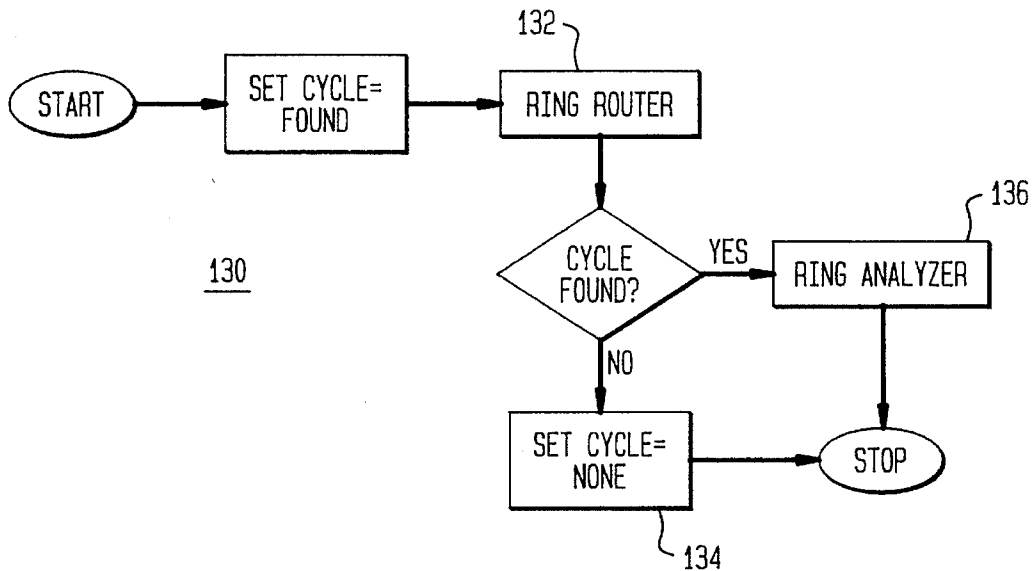 132
START
SET CYCLE=
FOUND
RING ROUTER
136
130
CYCLE
FOUND?
YES
RING ANALYZER
NO
SET CYCLE=
NONE
STOP
134